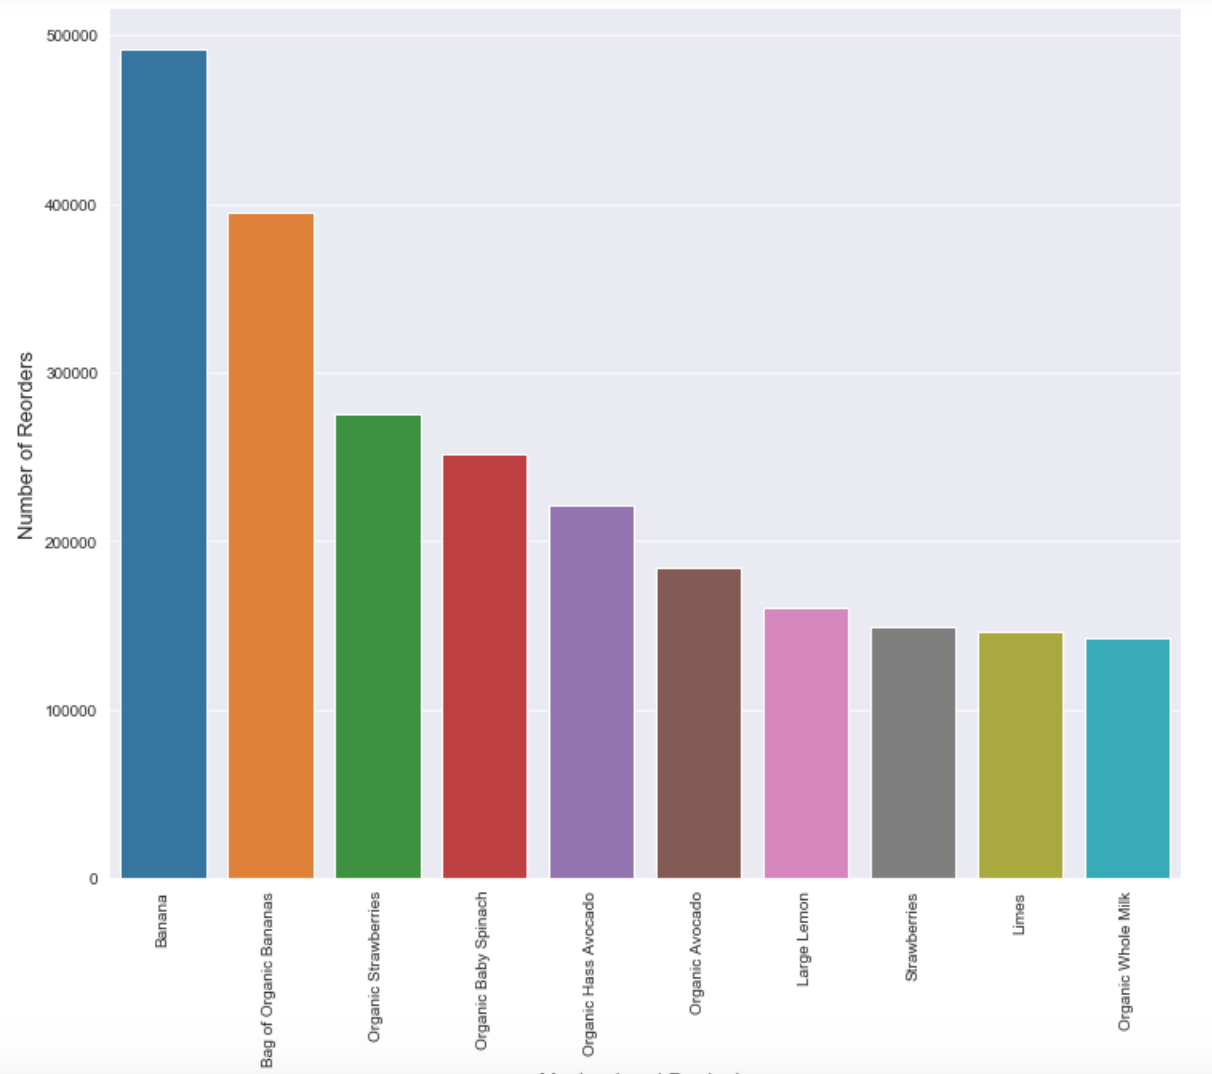 500000
400000
300000
200000
100000
0
Number of Reorders
Banana
Bag of Organic Bananas
Organic Strawberries
Organic Baby Spinach
Organic Hass Avocado
Organic Avocado
Large Lemon
Strawberries
Limes
Organic Whole Milk